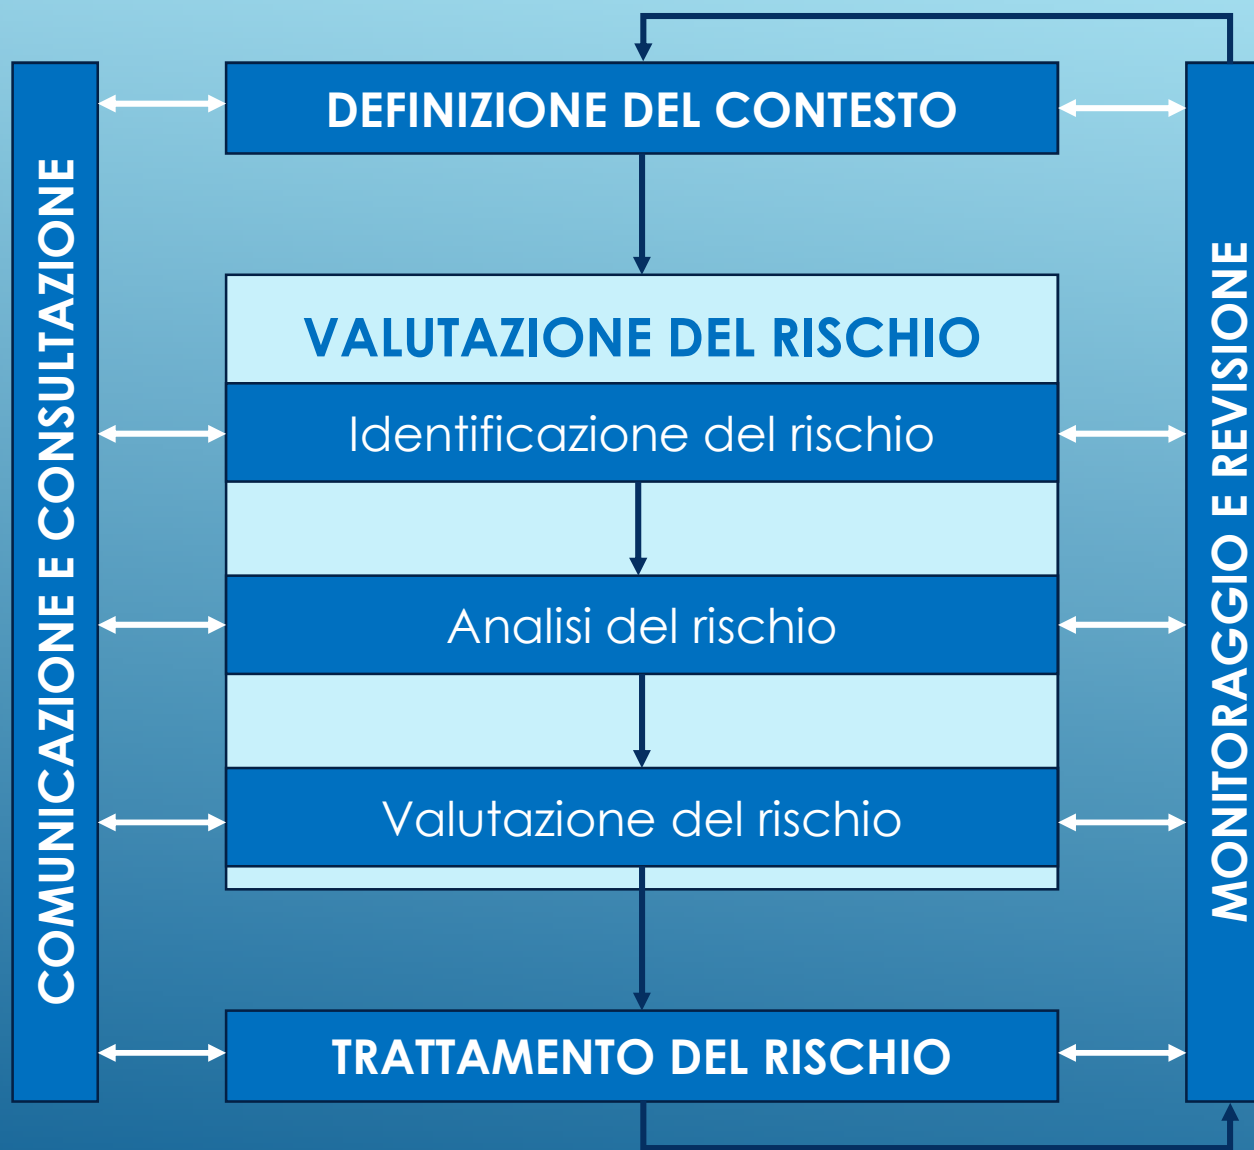 COMUNICAZIONE E CONSULTAZIONE
DEFINIZIONE DEL CONTESTO
VALUTAZIONE DEL RISCHIO
Identificazione del rischio
Analisi del rischio
Valutazione del rischio
TRATTAMENTO DEL RISCHIO
MONITORAGGIO E REVISIONE